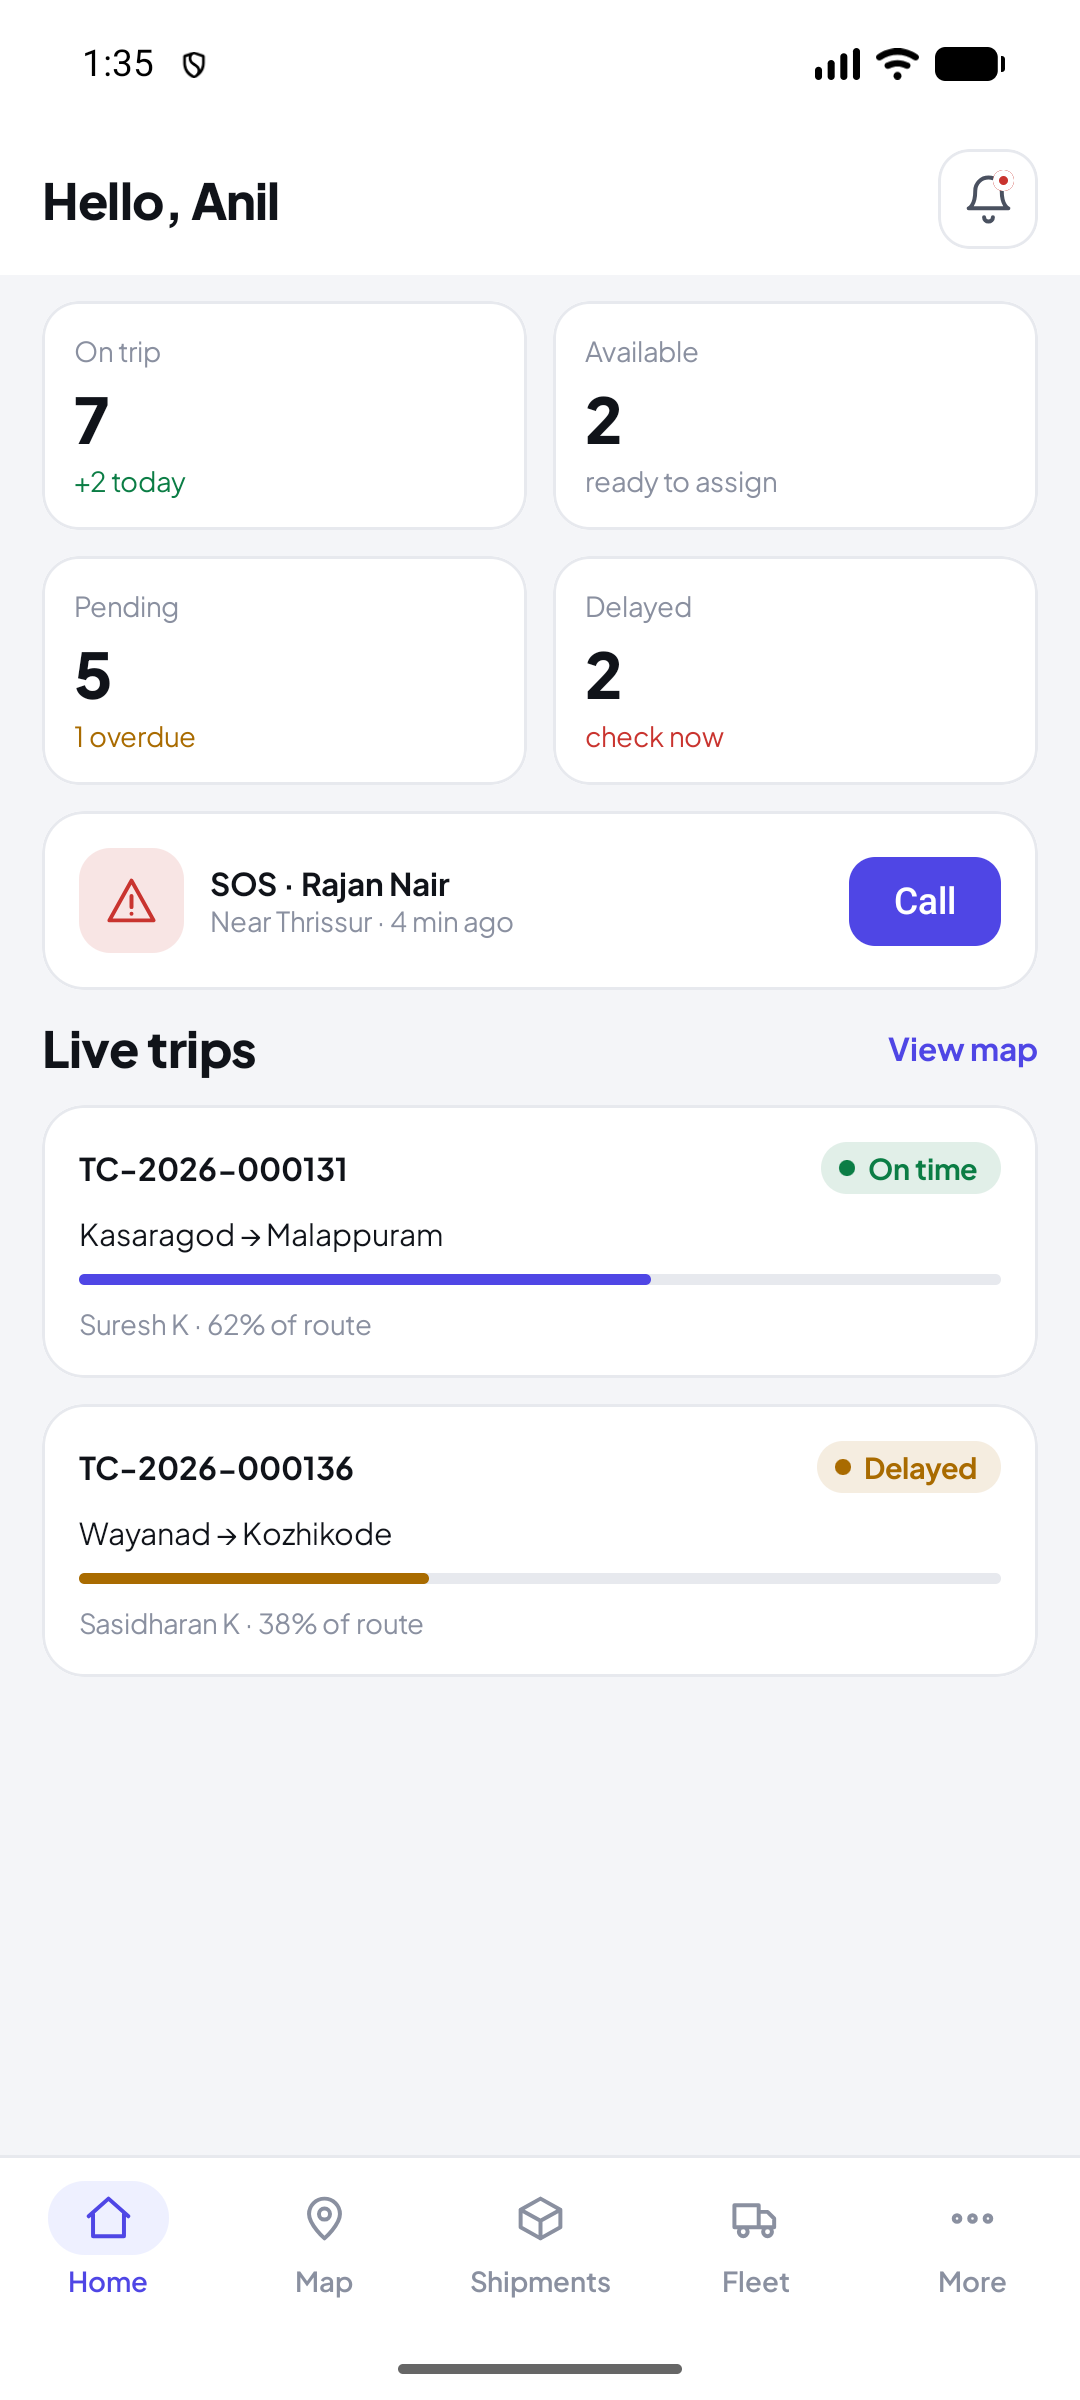 1:35
Hello, Anil
On trip
7
+2 today
Available
2
ready to assign
Pending
5
1 overdue
Delayed
2
check now
SOS · Rajan Nair
Near Thrissur · 4 min ago
Call
Live trips
View map
TC-2026-000131
On time
Kasaragod → Malappuram
Suresh K · 62% of route
TC-2026-000136
Delayed
Wayanad → Kozhikode
Sasidharan K · 38% of route
Home
Map
Shipments
Fleet
More